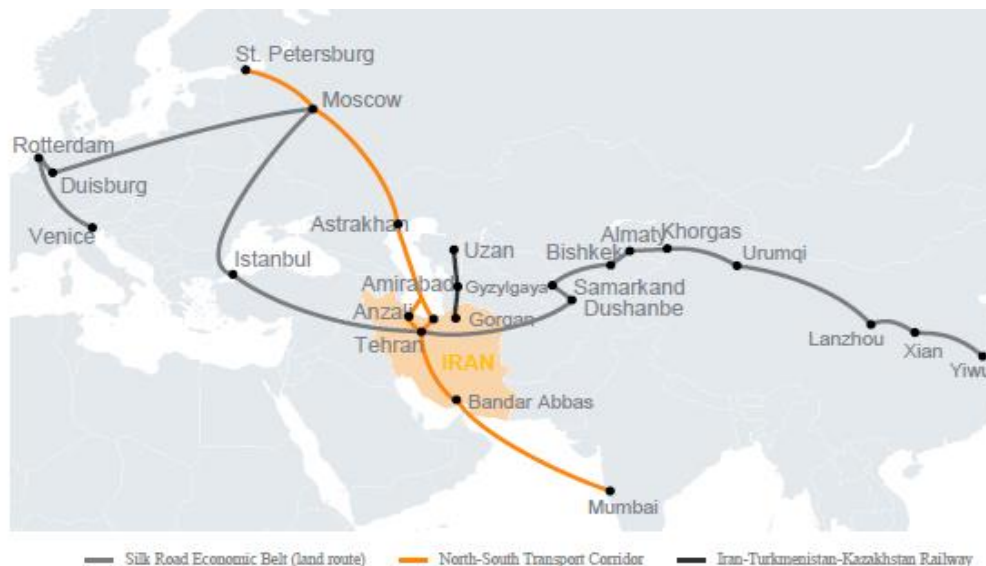 St. Petersburg
Moscow
Rotterdam
Duisburg
Venice
Astrakhan
Istanbul
Uzan
Almaty
Khorgas
Bishkek
Urumqi
Amirabad
Gyzylgaya
Samarkand
Anzali
Gorgan
Dushanbe
Tehran
Lanzhou
Xian
IRAN
Yiwu
Bandar Abbas
Mumbai
Silk Road Economic Belt (land route)
North-South Transport Corridor
Iran-Turkmenistan-Kazakhstan Railway